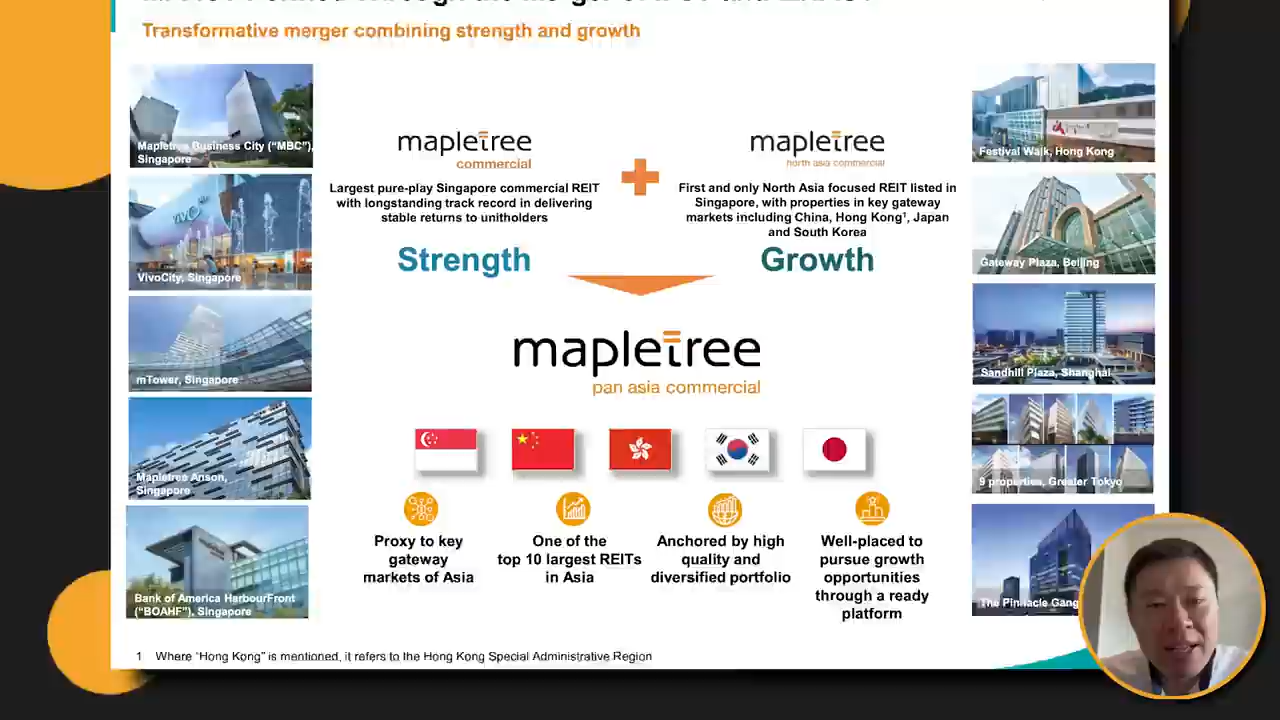 Transformative merger combining strength and growth
Mapletree Business City ("MBC"),
Singapore
VivoCity, Singapore
mTower, Singapore
Mapletree Anson,
Singapore
Bank of America HarbourFront
("BOAHF"), Singapore
mapletree
commercial
Largest pure-play Singapore commercial REIT
with longstanding track record in delivering
stable returns to unitholders
Strength
mapletree
north asia commercial
First and only North Asia focused REIT listed in
Singapore, with properties in key gateway
markets including China, Hong Kong¹, Japan
and South Korea
Growth
mapletree
pan asia commercial
Proxy to key
gateway
markets of Asia
One of the
top 10 largest REITs
in Asia
Anchored by high
quality and
diversified portfolio
Well-placed to
pursue growth
opportunities
through a ready
platform
Festival Walk, Hong Kong
Gateway Plaza, Beijing
Sandhill Plaza, Shanghai
9 properties, Greater Tokyo
The Pinnacle Gang
1 Where "Hong Kong" is mentioned, it refers to the Hong Kong Special Administrative Region